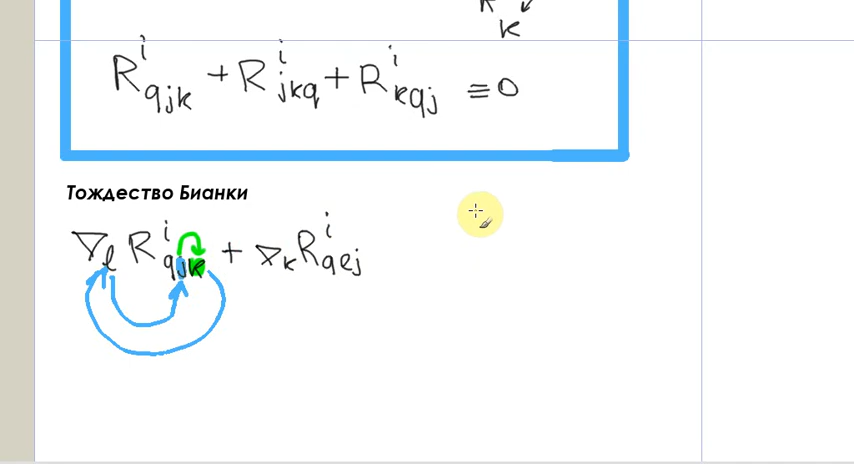 k
R^i_{qjk} + R^i_{jkq} + R^i_{kqj} ≡ 0
Тождество Бианки
∇_ℓ R^i_{qjk} + ∇_k R^i_{qℓj}